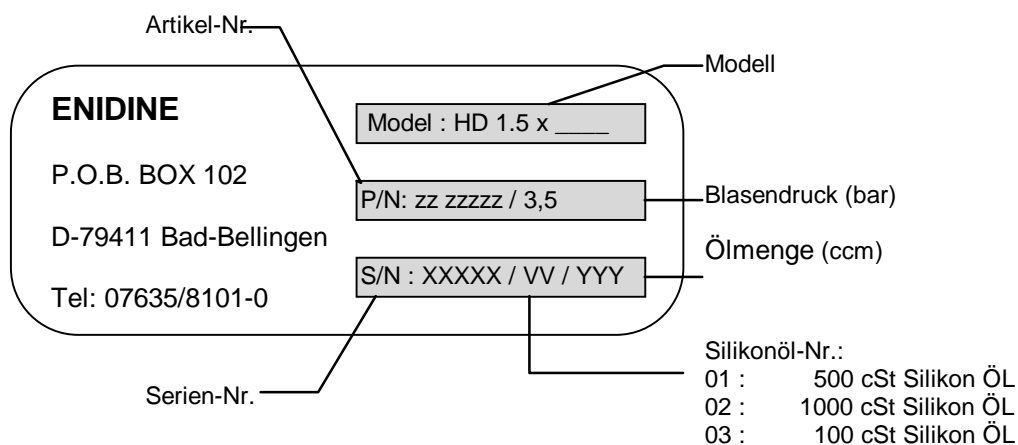 Artikel-Nr.
Modell
ENIDINE
Model : HD 1.5 x ____
P.O.B. BOX 102
P/N: zz zzzzz / 3,5
Blasendruck (bar)
D-79411 Bad-Bellingen
Ölmenge (ccm)
S/N : XXXXX / VV / YYY
Tel: 07635/8101-0
Silikonöl-Nr.:
01 : 500 cSt Silikon ÖL
Serien-Nr.
02 : 1000 cSt Silikon ÖL
03 : 100 cSt Silikon ÖL